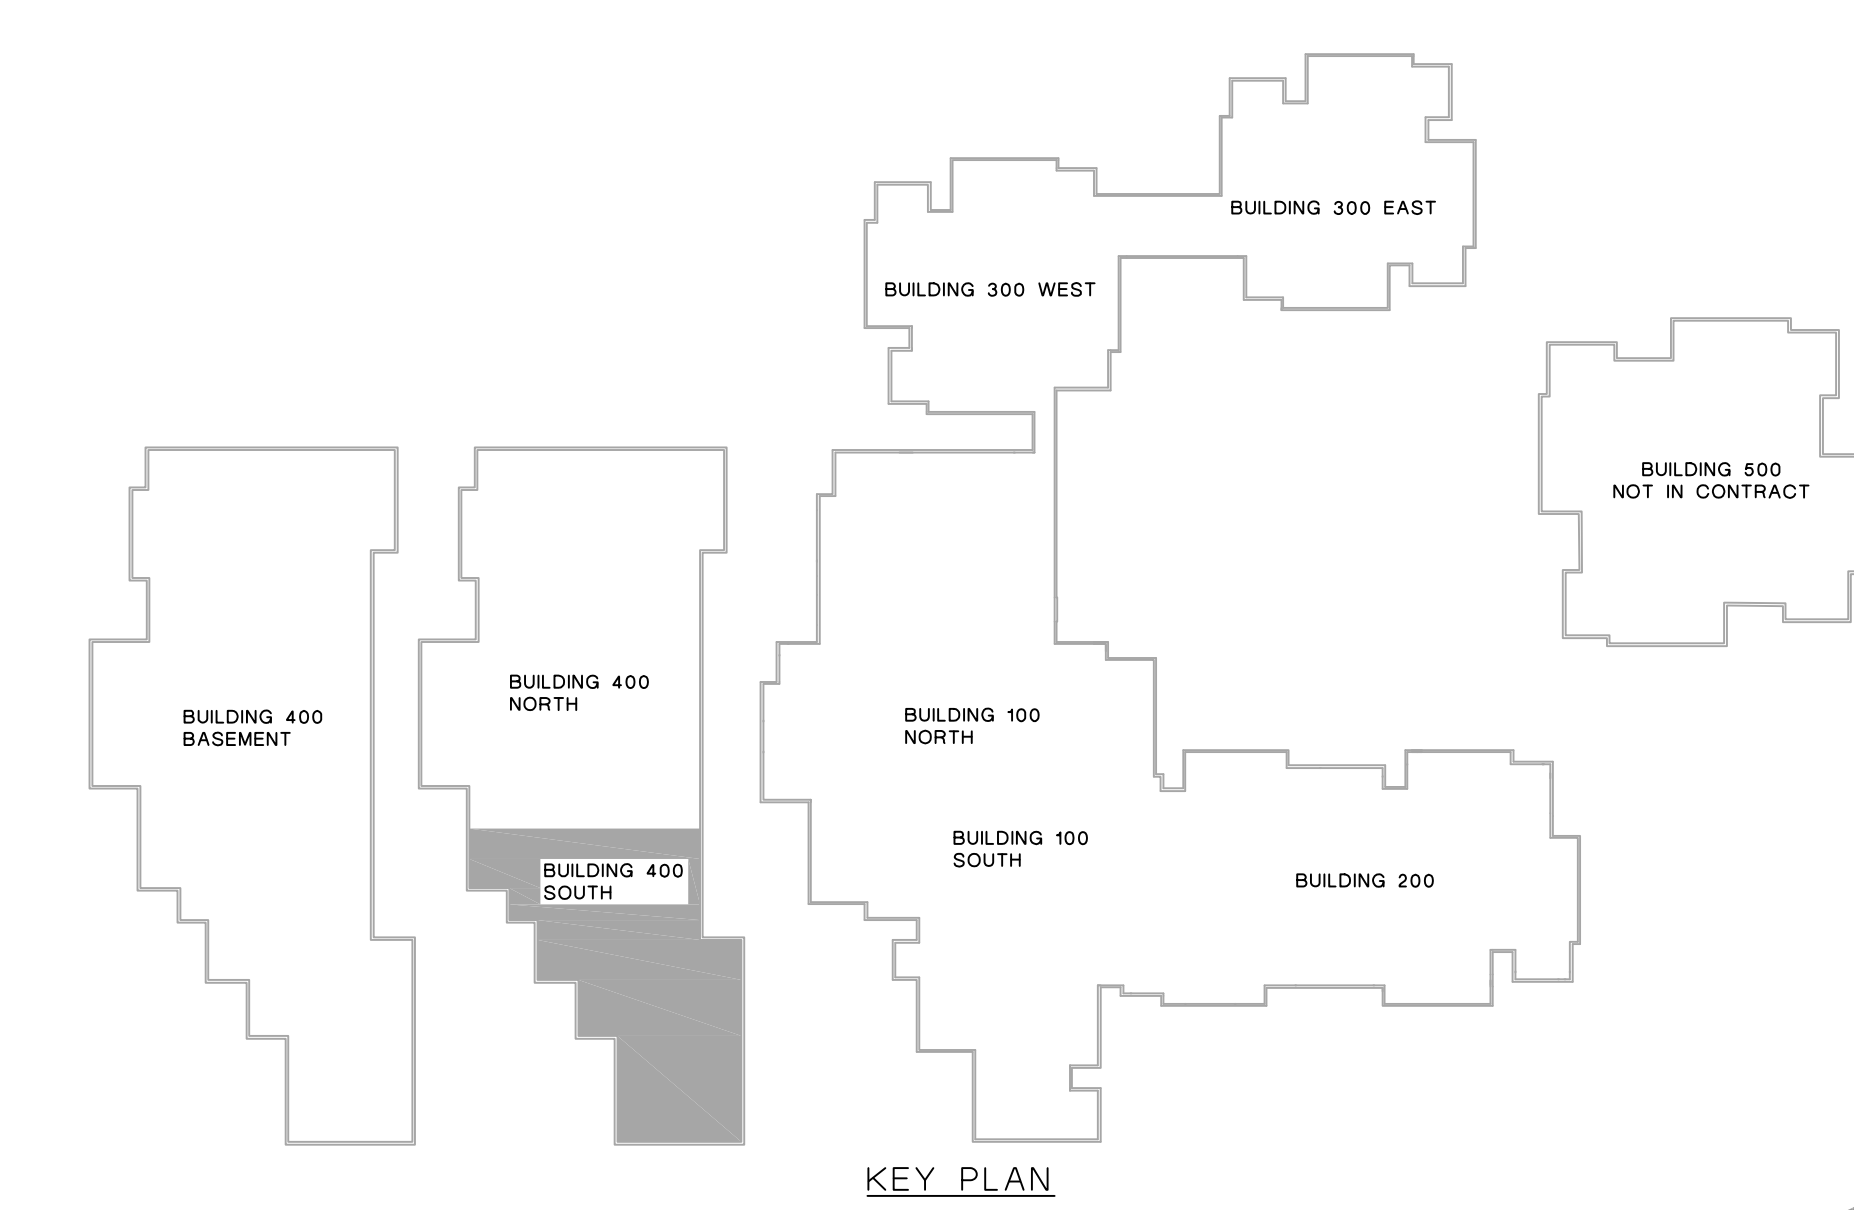 BUILDING 300 EAST
BUILDING 300 WEST
BUILDING 500
NOT IN CONTRACT
BUILDING 400
NORTH
BUILDING 400
BASEMENT
BUILDING 100
NORTH
BUILDING 100
SOUTH
BUILDING 400
SOUTH
BUILDING 200
KEY PLAN